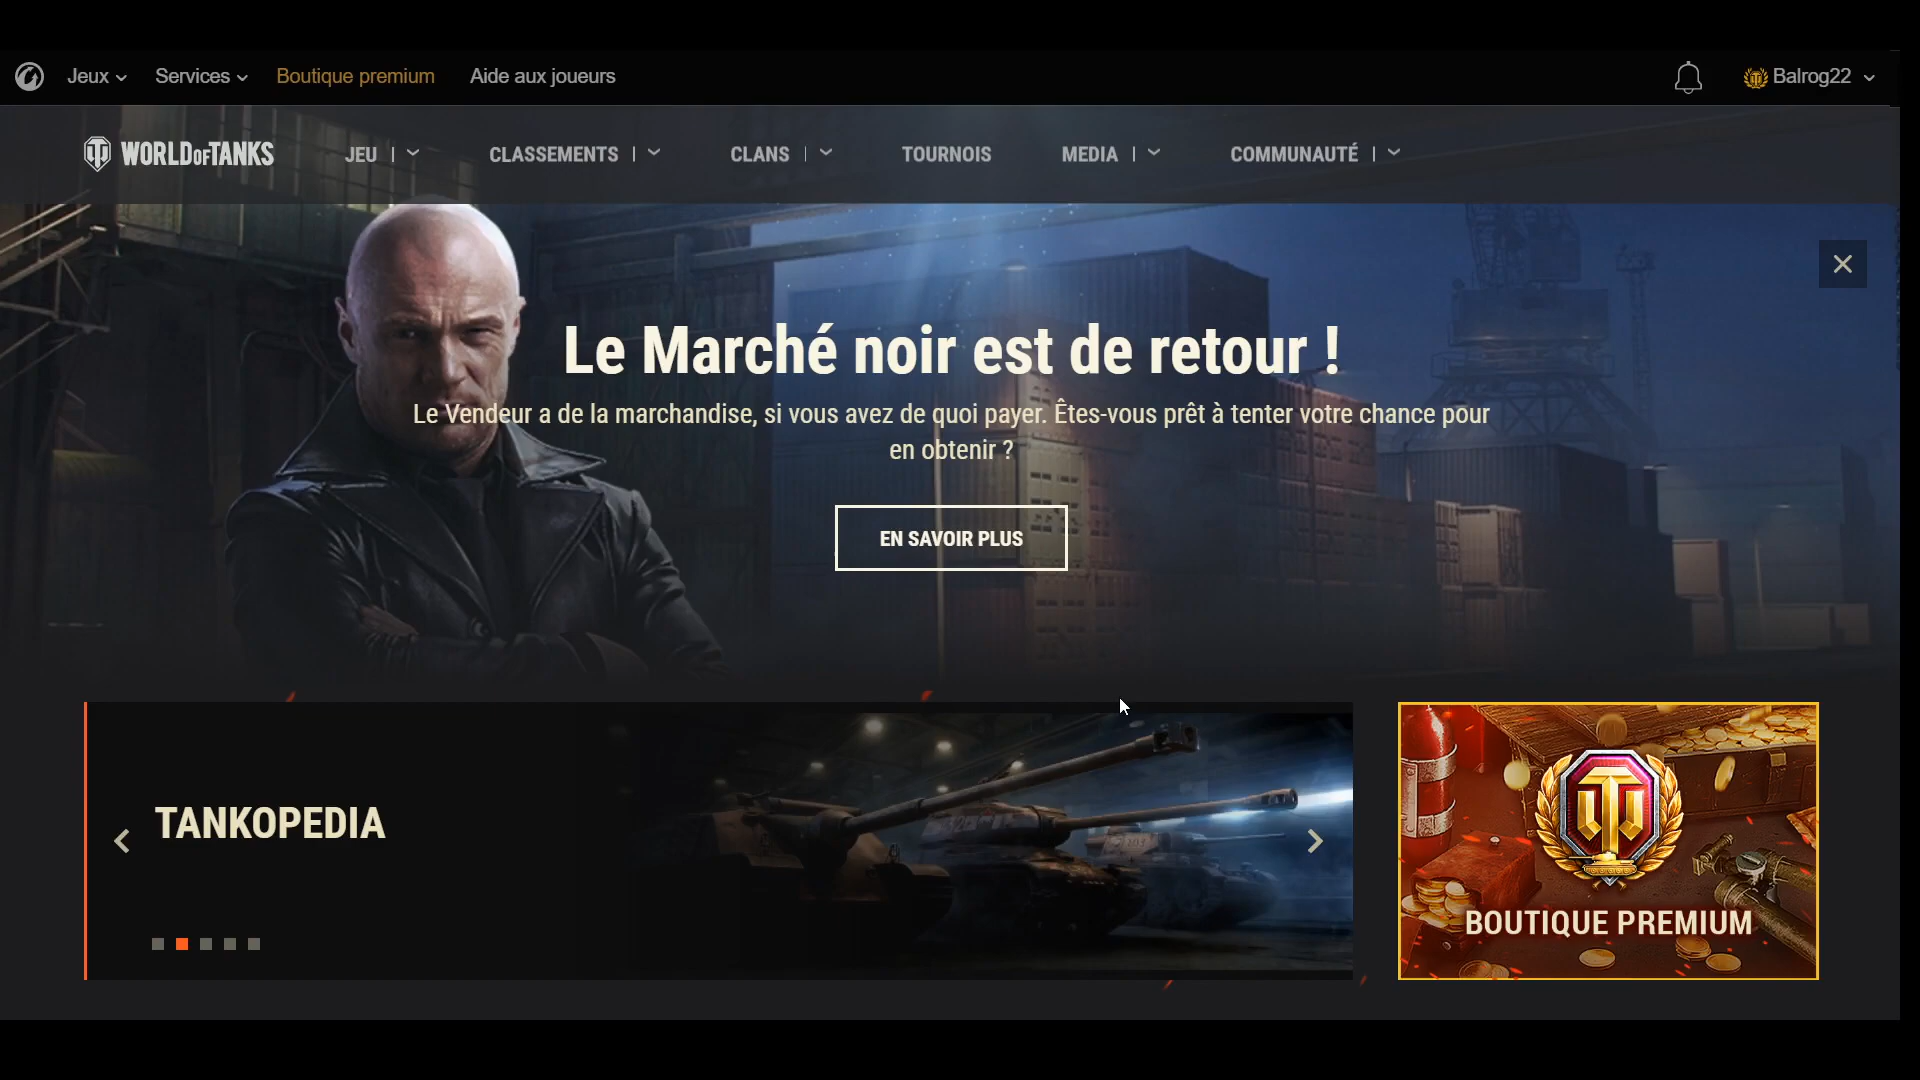 Jeux Services Boutique premium Aide aux joueurs Balrog22
WORLD OF TANKS JEU CLASSEMENTS CLANS TOURNOIS MEDIA COMMUNAUTÉ
Le Marché noir est de retour !
Le Vendeur a de la marchandise, si vous avez de quoi payer. Êtes-vous prêt à tenter votre chance pour
en obtenir ?
EN SAVOIR PLUS
TANKOPEDIA
BOUTIQUE PREMIUM